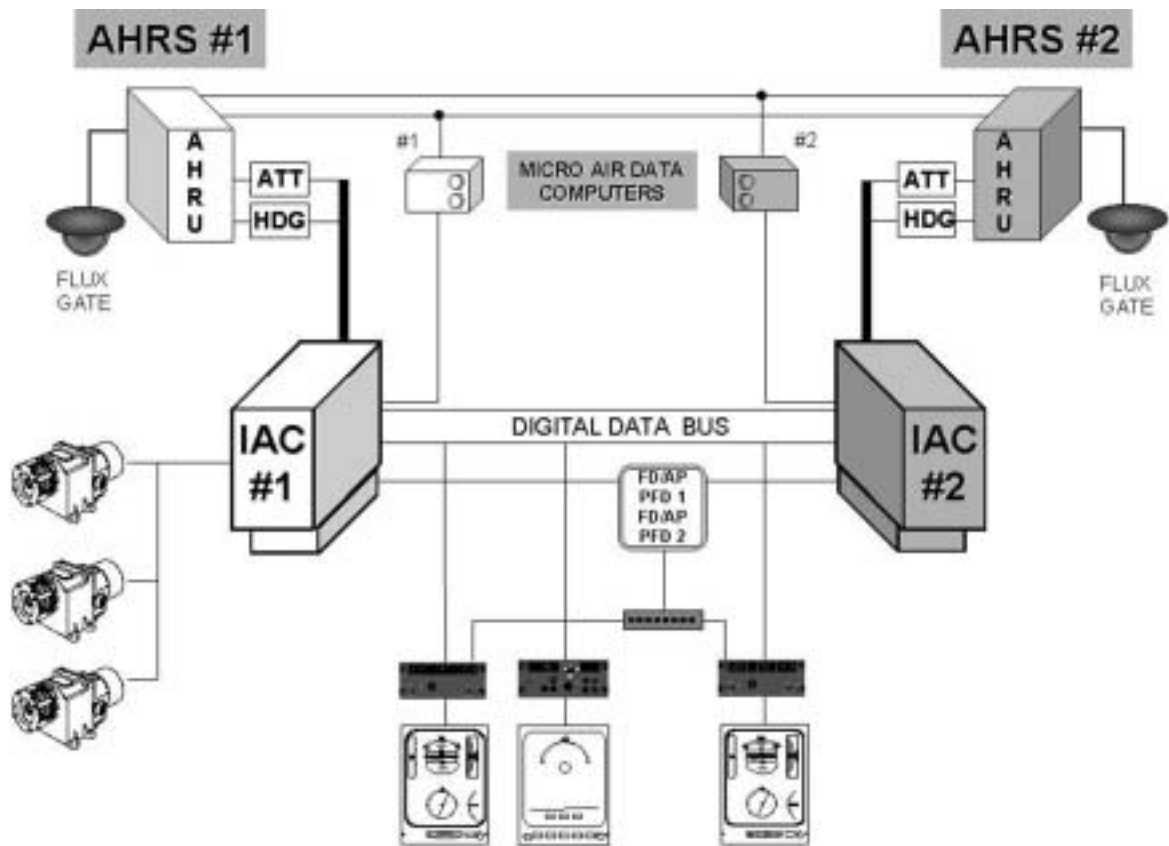 AHRS #1
AHRS #2
A
H
R
U
#1
#2
A
H
R
U
MICRO AIR DATA
COMPUTERS
ATT
HDG
ATT
HDG
FLUX
GATE
FLUX
GATE
DIGITAL DATA BUS
IAC
#1
IAC
#2
FD/AP
PFD 1
FD/AP
PFD 2